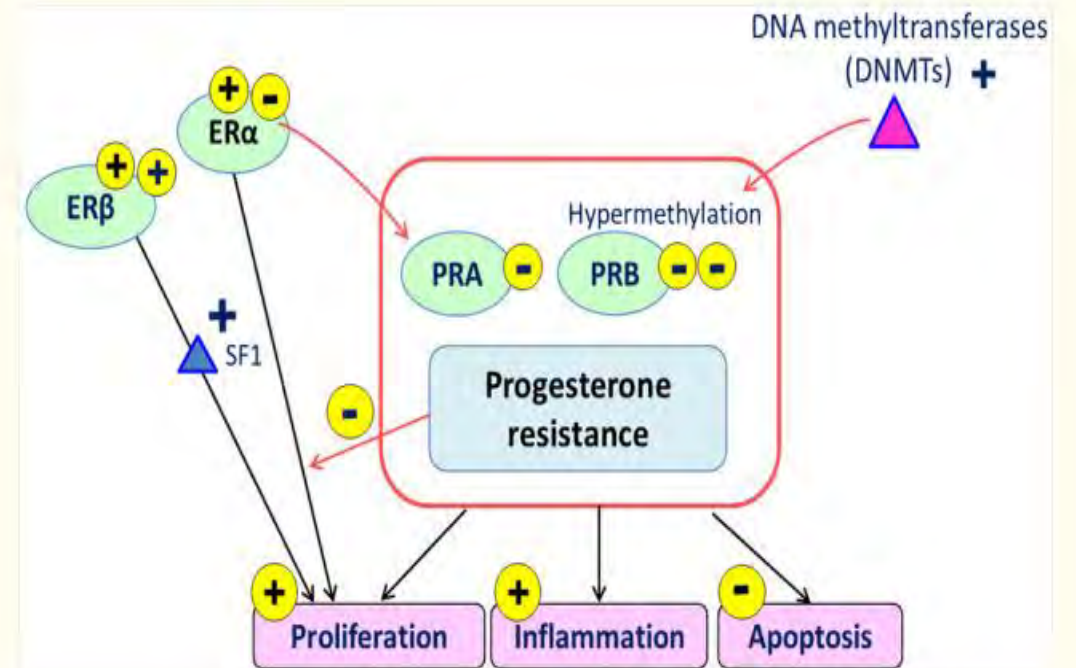 DNA methyltransferases
(DNMTs) +
+ -
ERα
+ +
ERβ
Hypermethylation
PRA -
PRB - -
+
SF1
Progesterone
resistance
-
+
Proliferation
+
Inflammation
-
Apoptosis